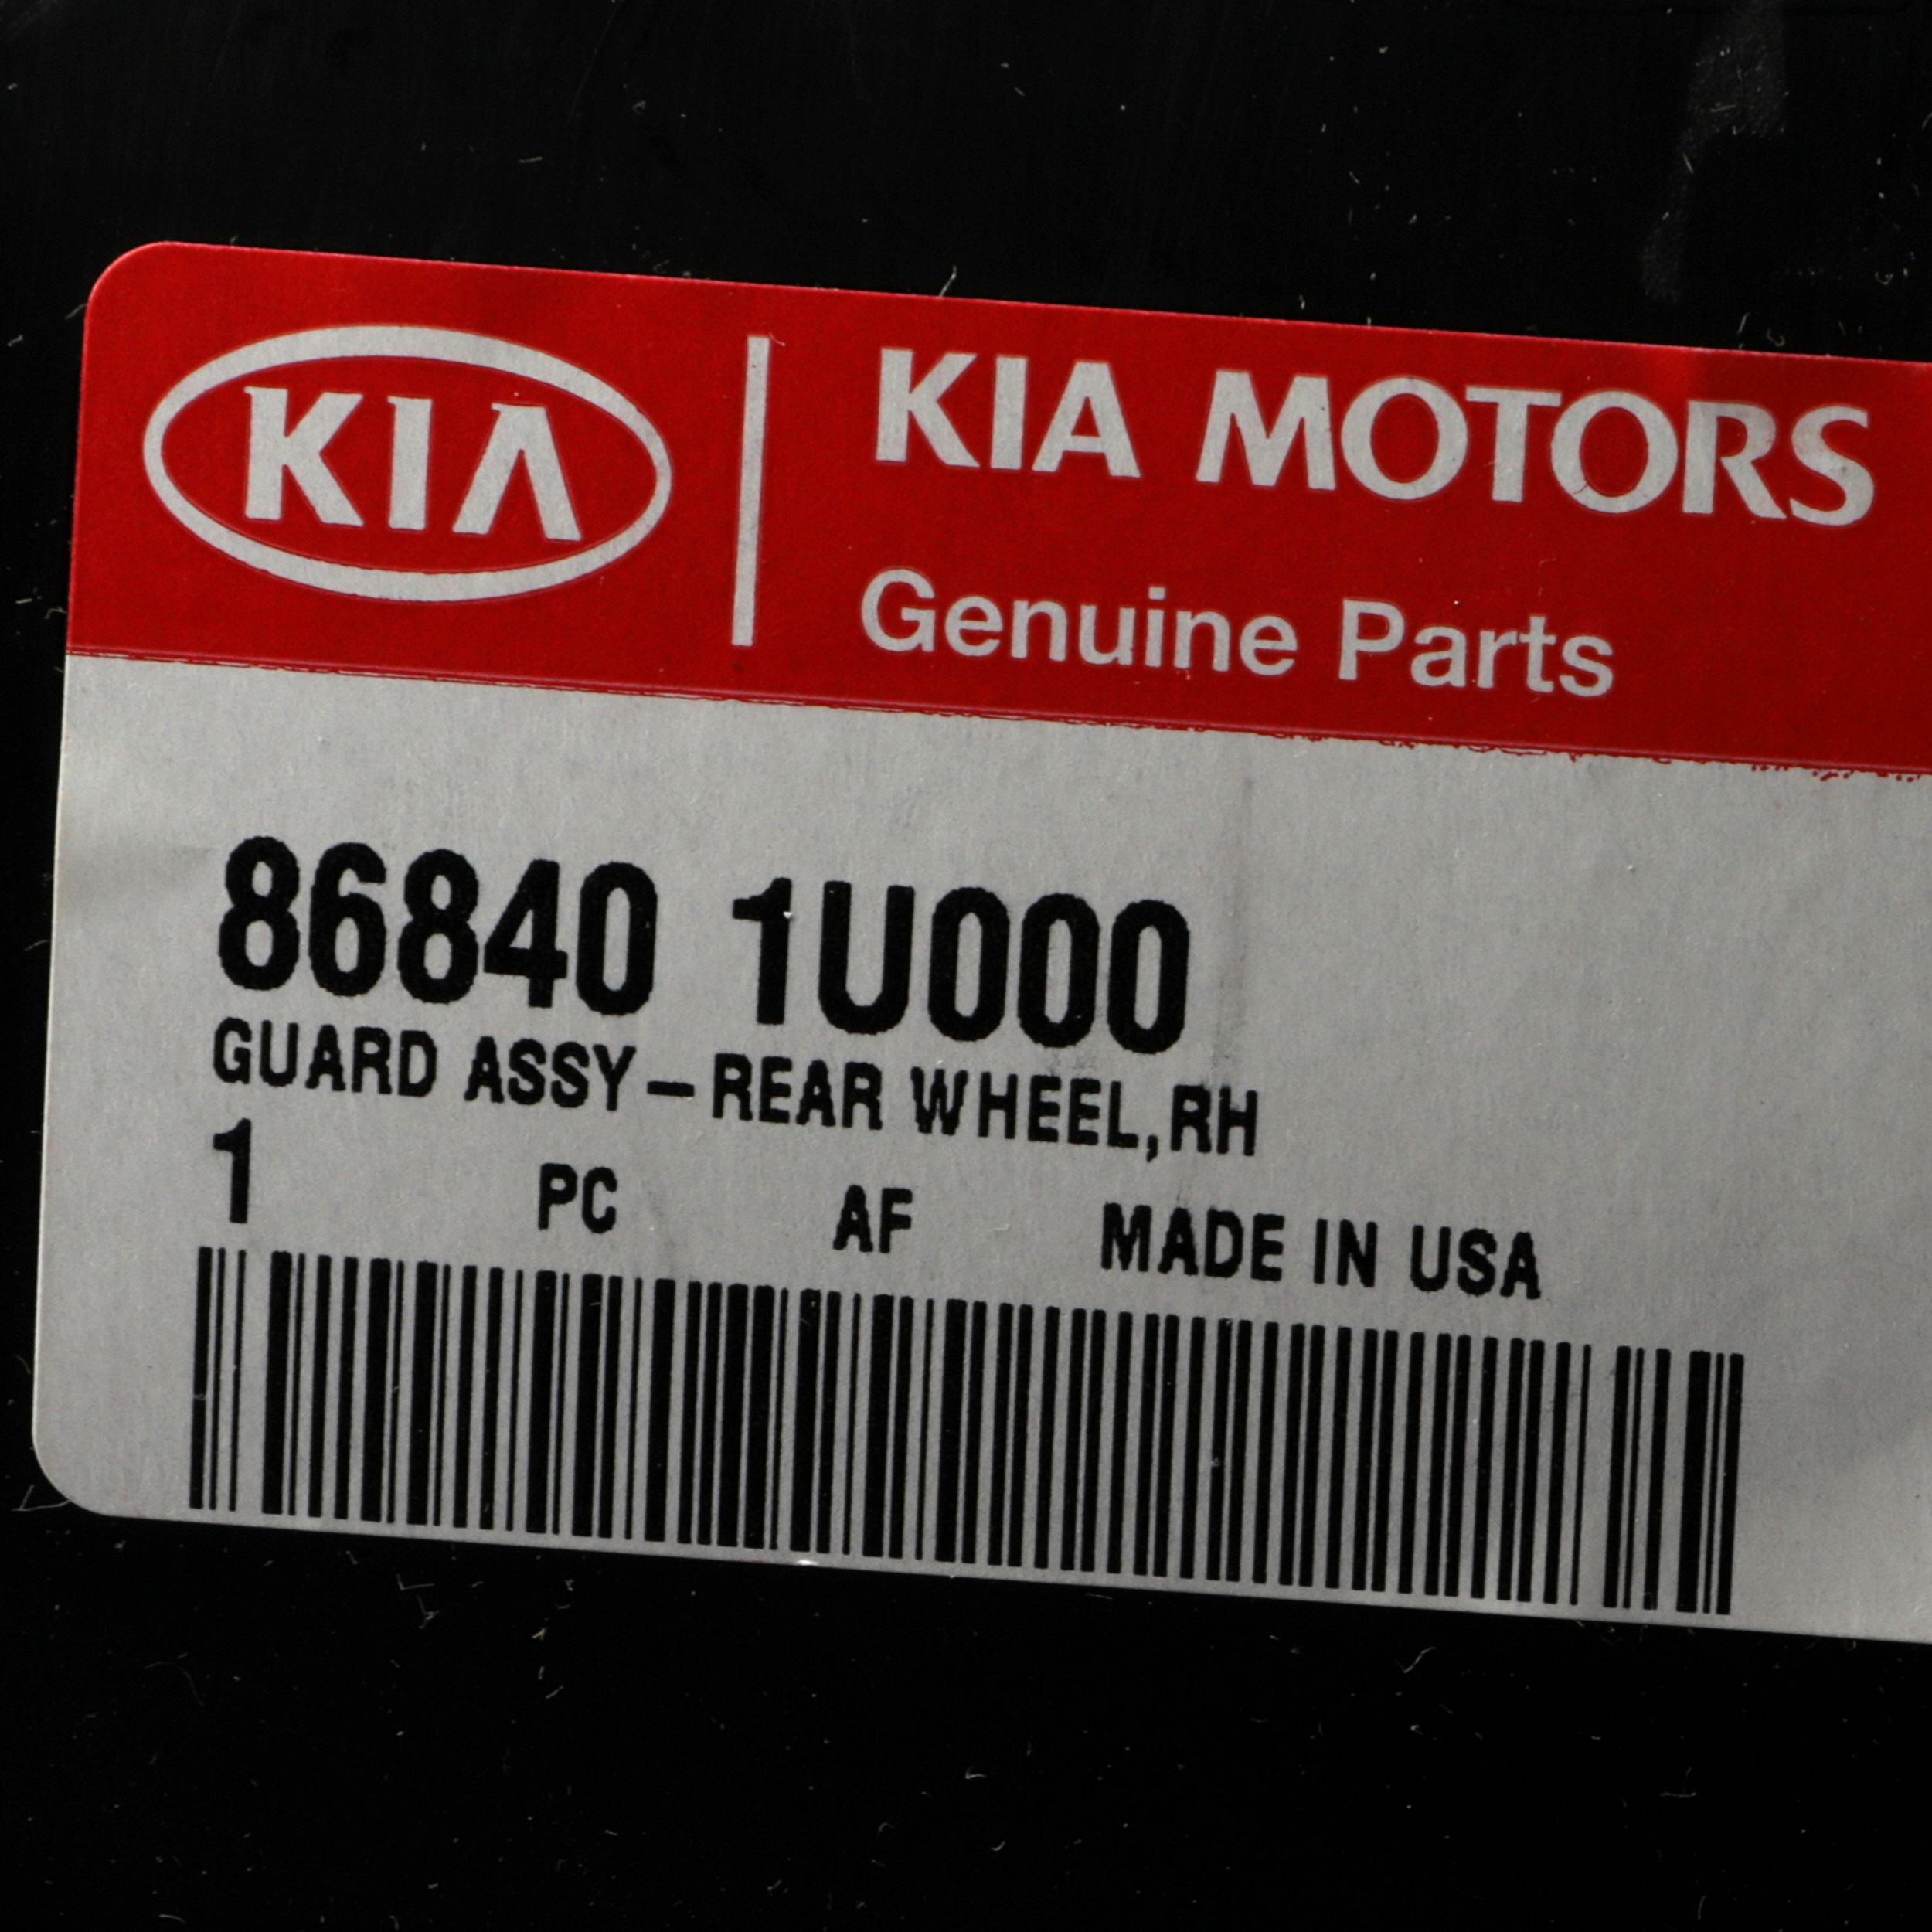 KIA KIA MOTORS
Genuine Parts
86840 1U000
GUARD ASSY-REAR WHEEL,RH
1 PC AF MADE IN USA